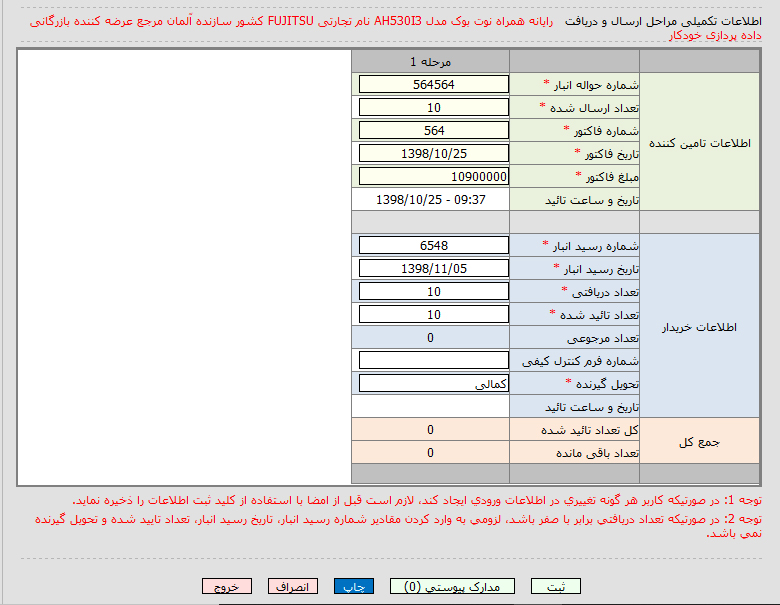 اطلاعات تکمیلی مراحل ارسال و دریافت رایانه همراه نوت بوک مدل AH530I3 نام تجارتی FUJITSU کشور سازنده آلمان مرجع عرضه کننده بازرگانی
داده پردازی خودکار
مرحله 1
اطلاعات تامین کننده
شماره حواله انبار * 564564
تعداد ارسال شده * 10
شماره فاکتور * 564
تاریخ فاکتور * 1398/10/25
مبلغ فاکتور * 10900000
تاریخ و ساعت تائید 1398/10/25 - 09:37
اطلاعات خریدار
شماره رسید انبار * 6548
تاریخ رسید انبار * 1398/11/05
تعداد دریافتی * 10
تعداد تائید شده * 10
تعداد مرجوعی 0
شماره فرم کنترل کیفی
تحویل گیرنده * کمالی
تاریخ و ساعت تائید
جمع کل
کل تعداد تائید شده 0
تعداد باقی مانده 0
توجه 1: در صورتیکه کاربر هر گونه تغییری در اطلاعات ورودي ایجاد کند، لازم است قبل از امضا با استفاده از کلید ثبت اطلاعات را ذخیره نماید.
توجه 2: در صورتیکه تعداد دریافتي برابر با صفر باشد، لزومي به وارد کردن مقادیر شماره رسید انبار، تاریخ رسید انبار، تعداد تایید شده و تحویل گیرنده
نمي باشد.
ثبت
مدارک پیوستي (0)
چاپ
انصراف
خروج